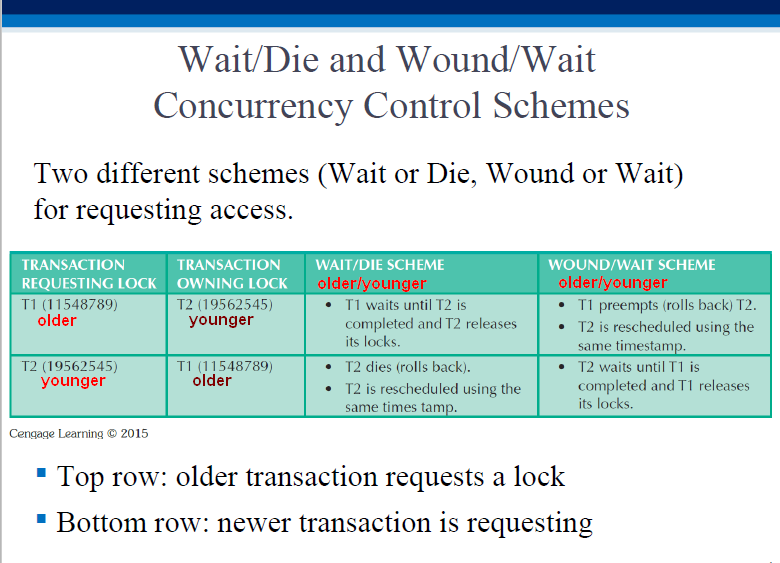 Wait/Die and Wound/Wait
Concurrency Control Schemes
Two different schemes (Wait or Die, Wound or Wait)
for requesting access.
TRANSACTION REQUESTING LOCK
TRANSACTION OWNING LOCK
WAIT/DIE SCHEME
older/younger
WOUND/WAIT SCHEME
older/younger
T1 (11548789)
older
T2 (19562545)
younger
• T1 waits until T2 is
completed and T2 releases
its locks.
• T1 preempts (rolls back) T2.
• T2 is rescheduled using the
same timestamp.
T2 (19562545)
younger
T1 (11548789)
older
• T2 dies (rolls back).
• T2 is rescheduled using the
same times tamp.
• T2 waits until T1 is
completed and T1 releases
its locks.
Cengage Learning © 2015
▪ Top row: older transaction requests a lock
▪ Bottom row: newer transaction is requesting